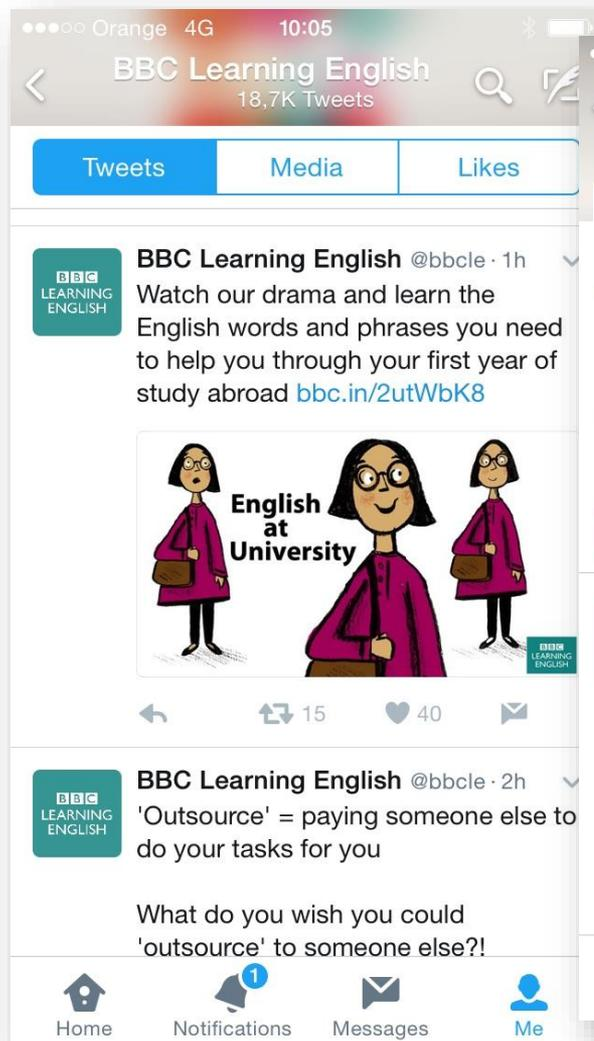 Orange 4G 10:05
BBC Learning English
18,7K Tweets
Tweets Media Likes
BBC Learning English @bbcle · 1h
BBC
LEARNING
ENGLISH
Watch our drama and learn the
English words and phrases you need
to help you through your first year of
study abroad bbc.in/2utWbK8
English
at
University
BBC
LEARNING
ENGLISH
15 40
BBC Learning English @bbcle · 2h
BBC
LEARNING
ENGLISH
'Outsource' = paying someone else to
do your tasks for you
What do you wish you could
'outsource' to someone else?!
1
Home Notifications Messages Me